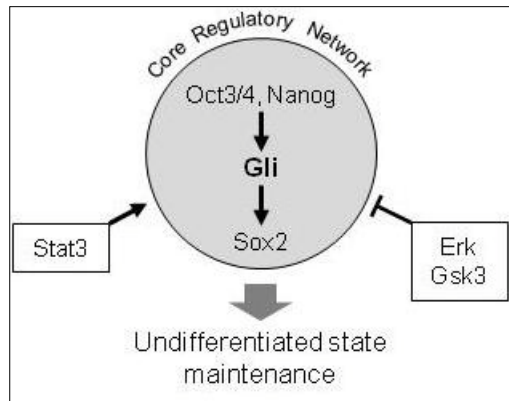 Core Regulatory Network
Oct3/4, Nanog
Gli
Sox2
Stat3
Erk
Gsk3
Undifferentiated state
maintenance